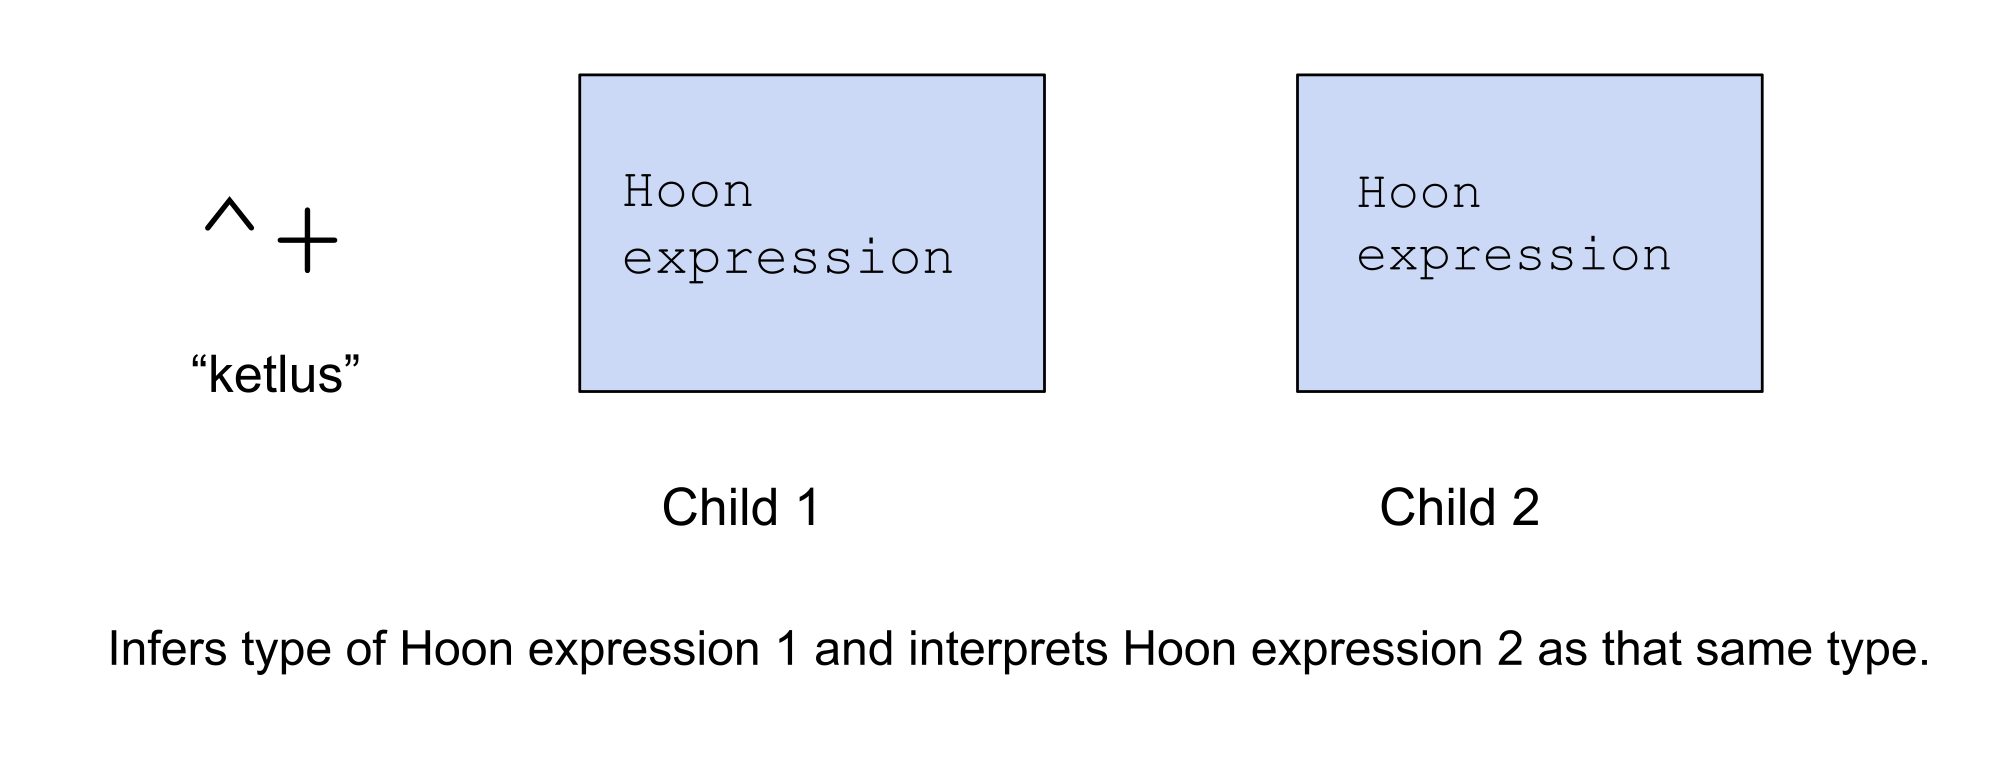 ^+
“ketlus”
Hoon
expression
Hoon
expression
Child 1
Child 2
Infers type of Hoon expression 1 and interprets Hoon expression 2 as that same type.